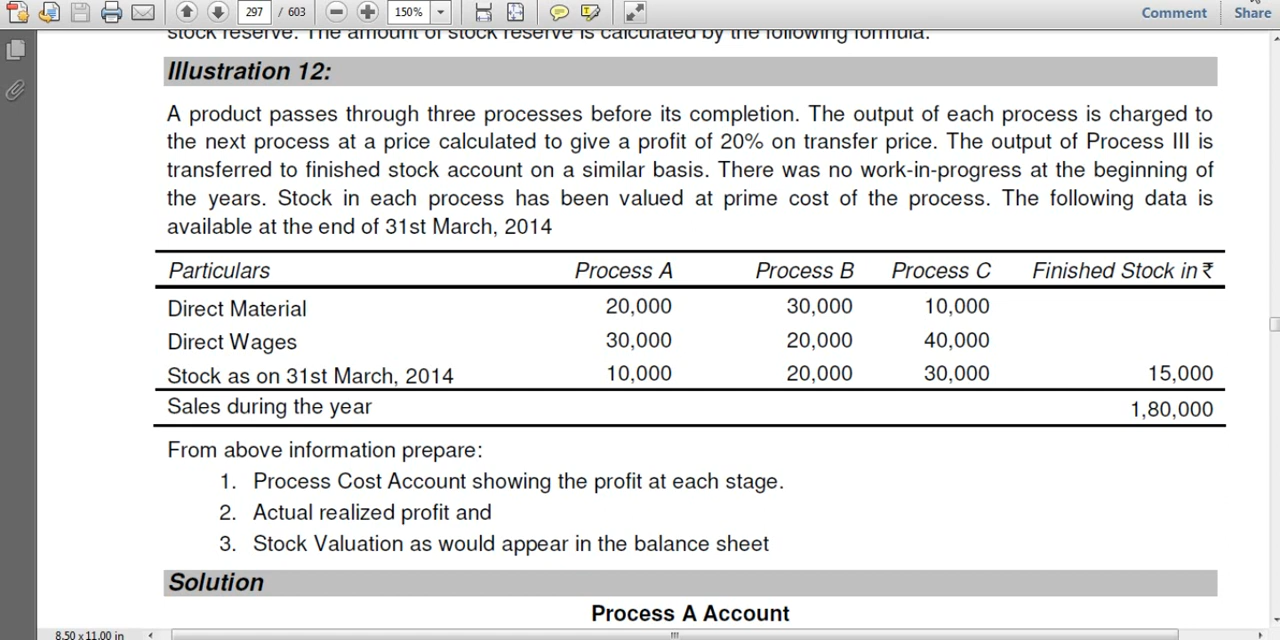 297 / 603 150% Comment Share
stock reserve. The amount of stock reserve is calculated by the following formula.
Illustration 12:
A product passes through three processes before its completion. The output of each process is charged to
the next process at a price calculated to give a profit of 20% on transfer price. The output of Process III is
transferred to finished stock account on a similar basis. There was no work-in-progress at the beginning of
the years. Stock in each process has been valued at prime cost of the process. The following data is
available at the end of 31st March, 2014
Particulars Process A Process B Process C Finished Stock in ₹
Direct Material 20,000 30,000 10,000
Direct Wages 30,000 20,000 40,000
Stock as on 31st March, 2014 10,000 20,000 30,000 15,000
Sales during the year 1,80,000
From above information prepare:
1. Process Cost Account showing the profit at each stage.
2. Actual realized profit and
3. Stock Valuation as would appear in the balance sheet
Solution
Process A Account
8.50 x 11.00 in